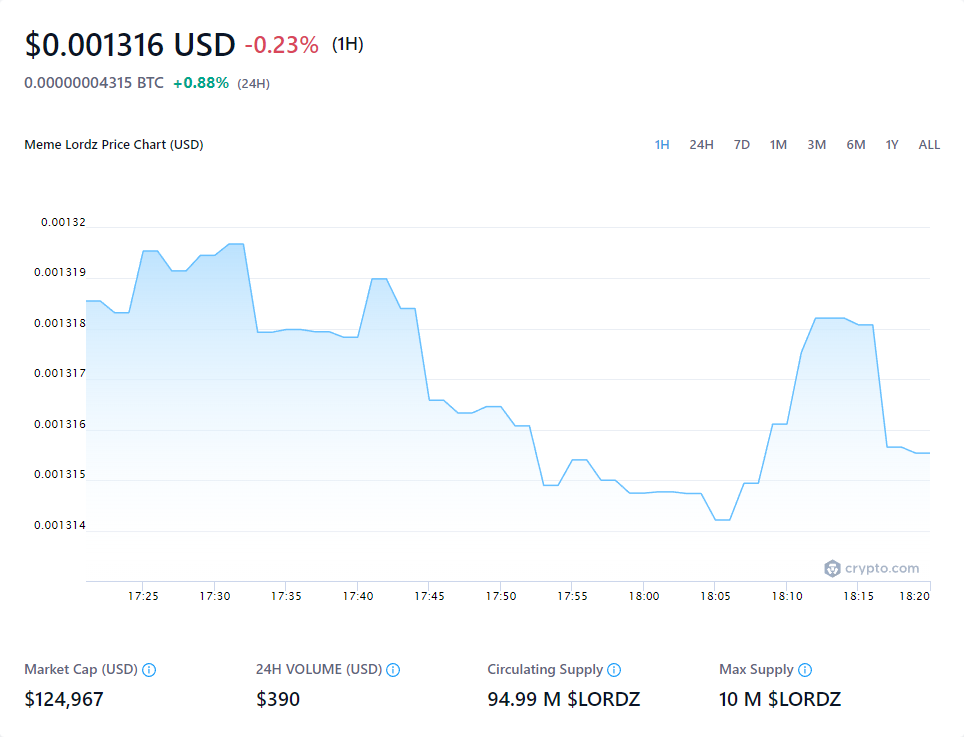 $0.001316 USD -0.23% (1H)
0.00000004315 BTC +0.88% (24H)
Meme Lordz Price Chart (USD) 1H 24H 7D 1M 3M 6M 1Y ALL
0.00132
0.001319
0.001318
0.001317
0.001316
0.001315
0.001314
crypto.com
17:25 17:30 17:35 17:40 17:45 17:50 17:55 18:00 18:05 18:10 18:15 18:20
Market Cap (USD) 24H VOLUME (USD) Circulating Supply Max Supply
$124,967 $390 94.99 M $LORDZ 10 M $LORDZ